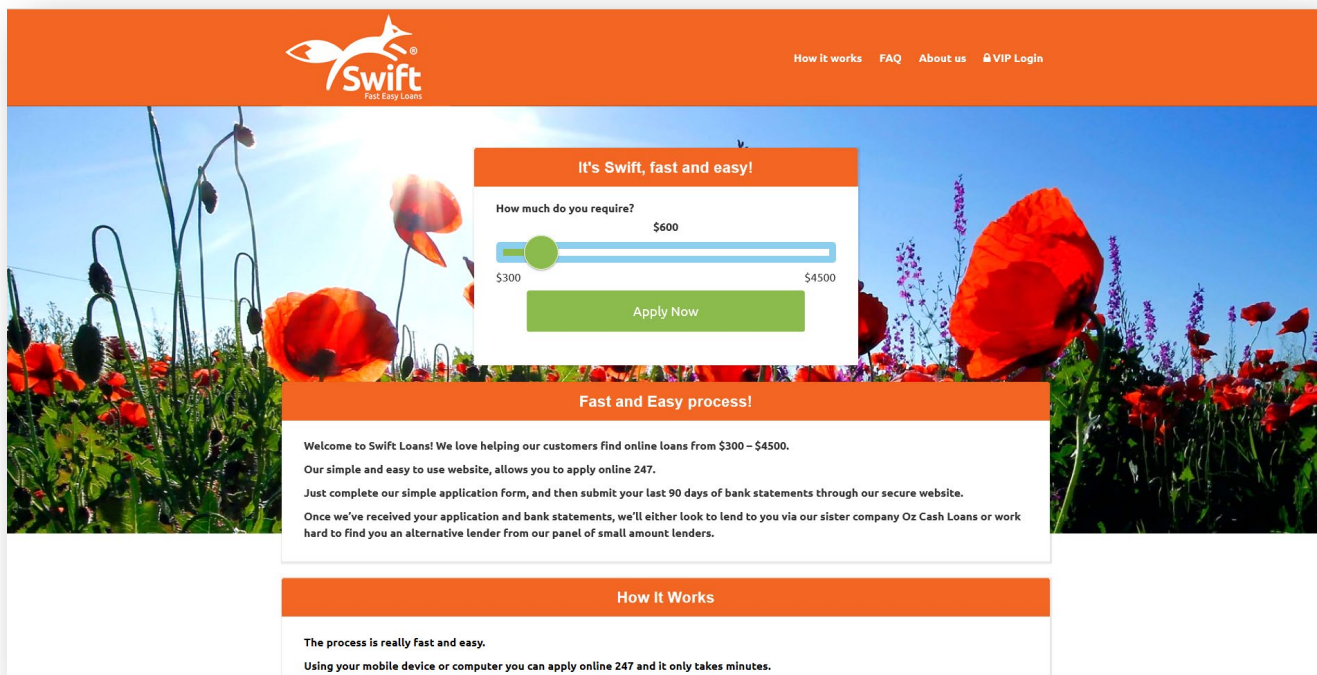 Swift®
Fast Easy Loans
How it works FAQ About us VIP Login
It's Swift, fast and easy!
How much do you require?
$600
$300 $4500
Apply Now
Fast and Easy process!
Welcome to Swift Loans! We love helping our customers find online loans from $300 – $4500.
Our simple and easy to use website, allows you to apply online 247.
Just complete our simple application form, and then submit your last 90 days of bank statements through our secure website.
Once we've received your application and bank statements, we'll either look to lend to you via our sister company Oz Cash Loans or work
hard to find you an alternative lender from our panel of small amount lenders.
How It Works
The process is really fast and easy.
Using your mobile device or computer you can apply online 247 and it only takes minutes.